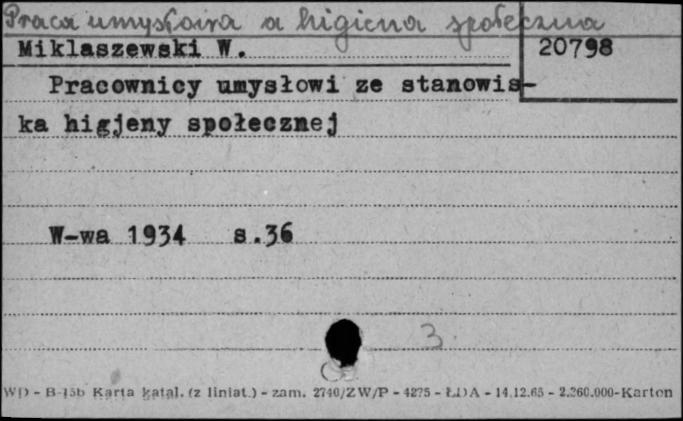 Praca umysłowa a higiena społeczna
Miklaszewski W.
20798
Pracownicy umysłowi ze stanowis-
ka higjeny społecznej
W-wa 1934 s.36
3
WD - B-15b Karta katal. (z liniat.) - zam. 2740/ZW/P - 4275 - ŁDA - 14.12.65 - 2.260.000-Karton